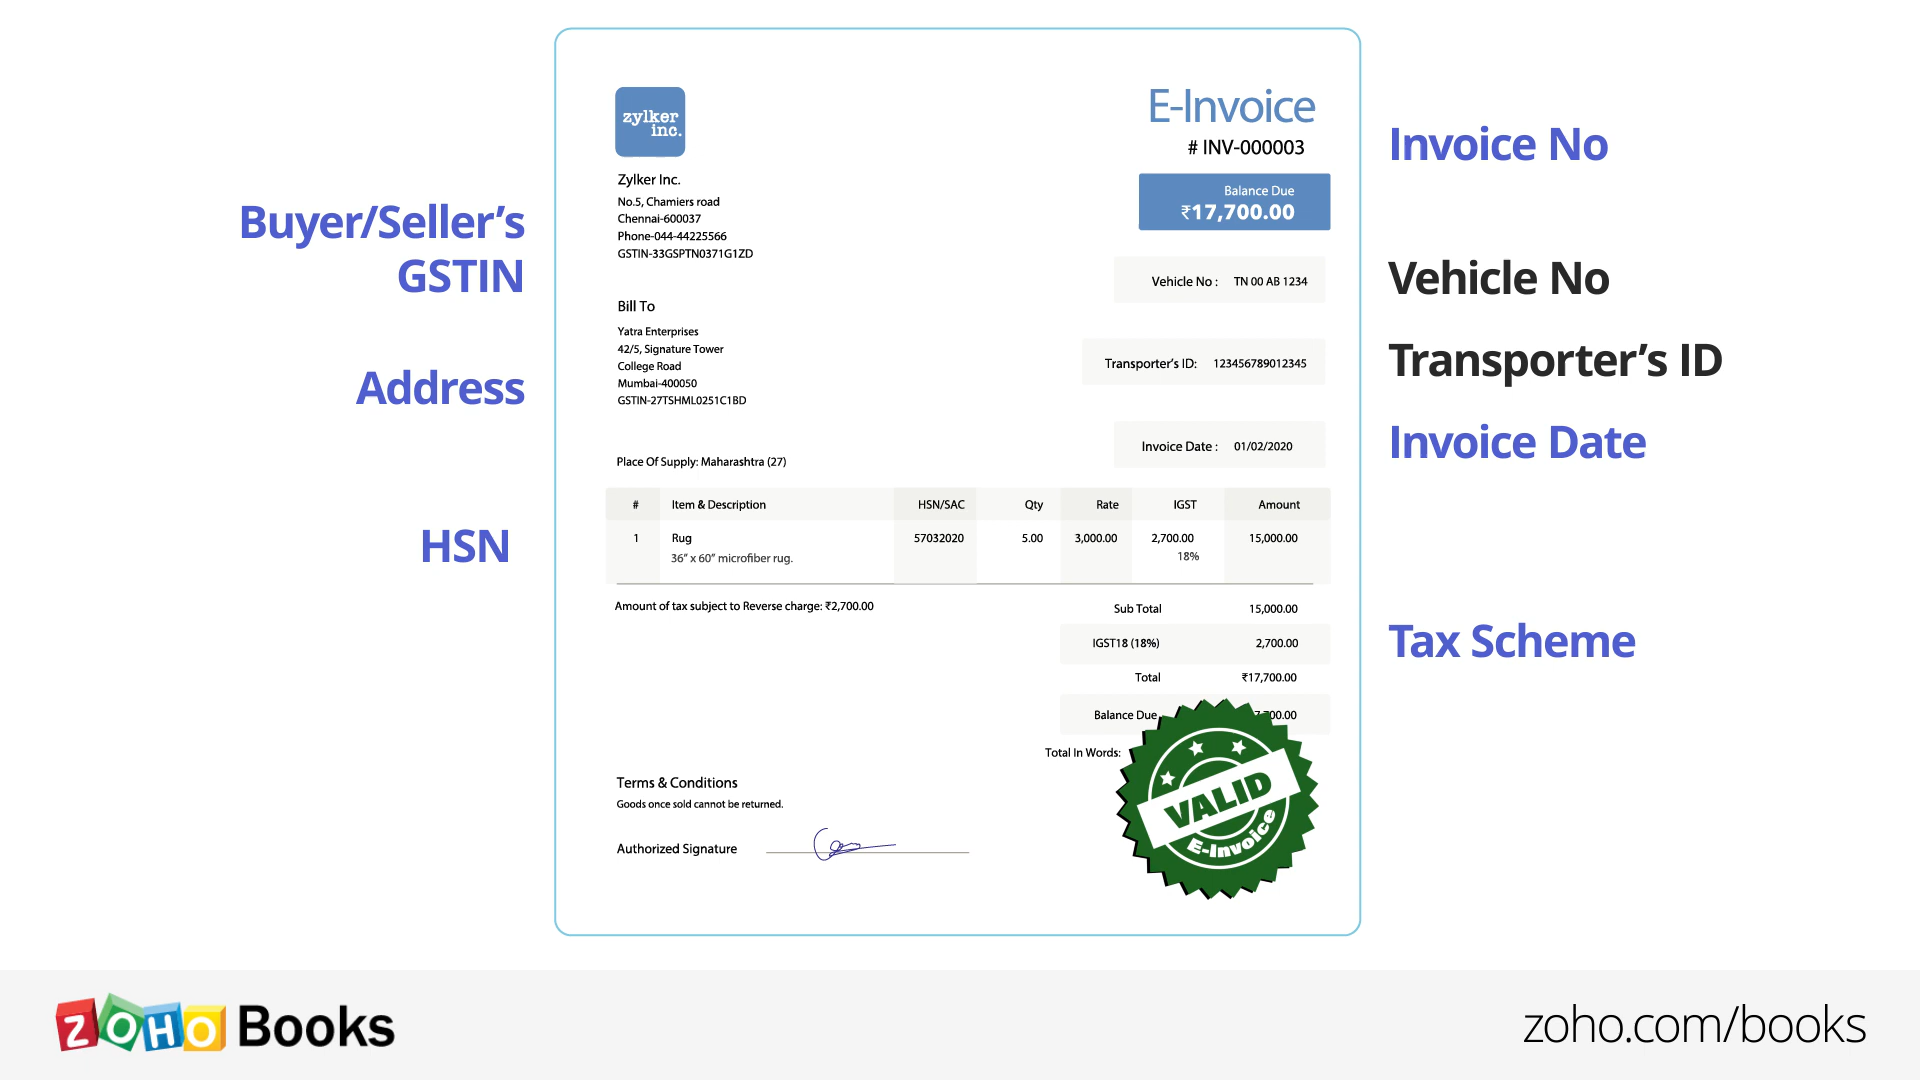 zylker
inc.
E-Invoice
# INV-000003
Invoice No
Zylker Inc.
No.5, Chamiers road
Chennai-600037
Phone-044-44225566
GSTIN-33GSPTN0371G1ZD
Balance Due
₹17,700.00
Buyer/Seller’s
GSTIN
Vehicle No : TN 00 AB 1234
Vehicle No
Bill To
Yatra Enterprises
42/5, Signature Tower
College Road
Mumbai-400050
GSTIN-27TSHML0251C1BD
Transporter’s ID: 123456789012345
Transporter’s ID
Address
Invoice Date : 01/02/2020
Invoice Date
Place Of Supply: Maharashtra (27)
# Item & Description HSN/SAC Qty Rate IGST Amount
1 Rug 57032020 5.00 3,000.00 2,700.00 15,000.00
36” x 60” microfiber rug. 18%
HSN
Amount of tax subject to Reverse charge: ₹2,700.00
Sub Total 15,000.00
IGST18 (18%) 2,700.00
Tax Scheme
Total ₹17,700.00
Balance Due
Total In Words:
VALID
E-Invoice
Terms & Conditions
Goods once sold cannot be returned.
Authorized Signature
ZOHO Books
zoho.com/books